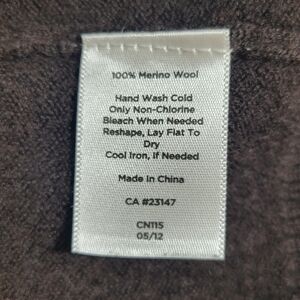 100% Merino Wool
Hand Wash Cold
Only Non-Chlorine
Bleach When Needed
Reshape, Lay Flat To
Dry
Cool Iron, If Needed
Made In China
CA #23147
CN115
05/12